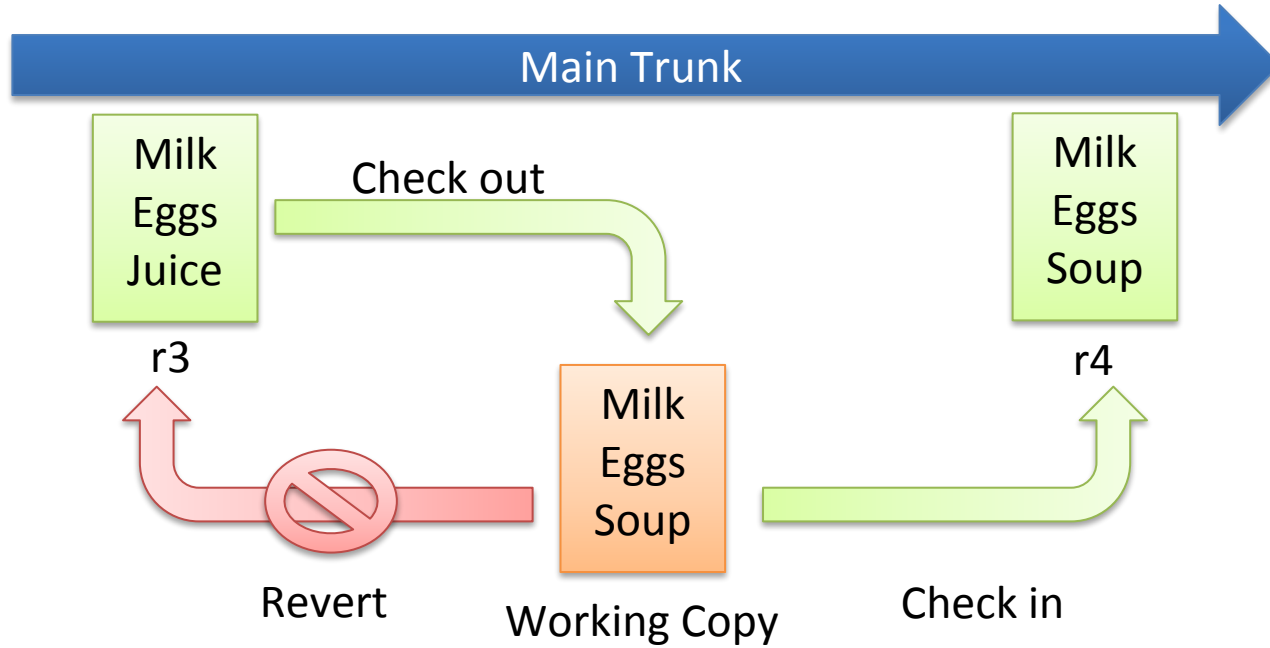 Main Trunk
Milk
Eggs
Juice
r3
Check out
Milk
Eggs
Soup
r4
Milk
Eggs
Soup
Working Copy
Revert
Check in